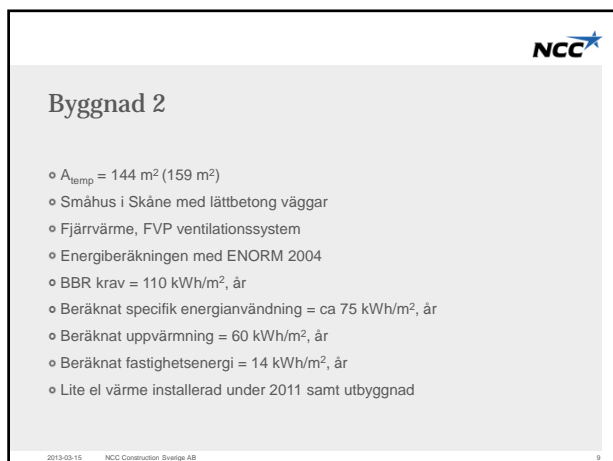 NCC
Byggnad 2
Atemp = 144 m² (159 m²)
Småhus i Skåne med lättbetong väggar
Fjärrvärme, FVP ventilationssystem
Energiberäkningen med ENORM 2004
BBR krav = 110 kWh/m², år
Beräknat specifik energianvändning = ca 75 kWh/m², år
Beräknat uppvärmning = 60 kWh/m², år
Beräknat fastighetsenergi = 14 kWh/m², år
Lite el värme installerad under 2011 samt utbyggnad
2013-03-15 NCC Construction Sverige AB 9